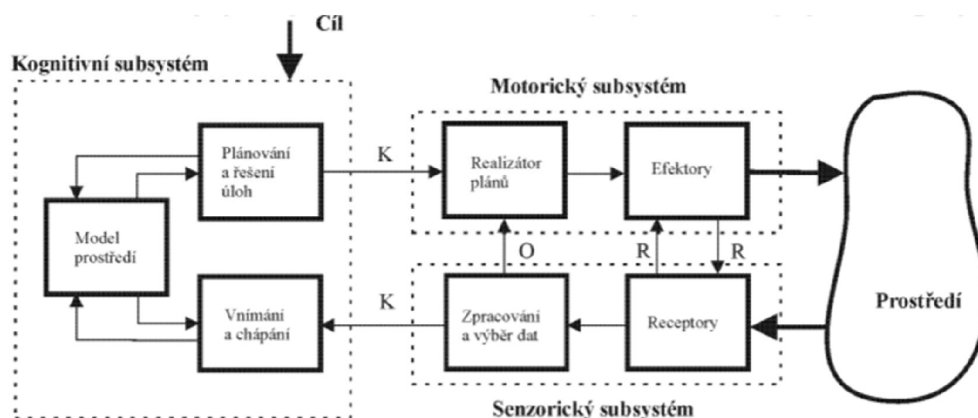 Cíl
Kognitivní subsystém
Motorický subsystém
Plánování
a řešení
úloh
K
Realizátor
plánů
Efektory
Model
prostředí
O
R
R
Prostředí
Vnímání
a chápání
K
Zpracování
a výběr dat
Receptory
Senzorický subsystém